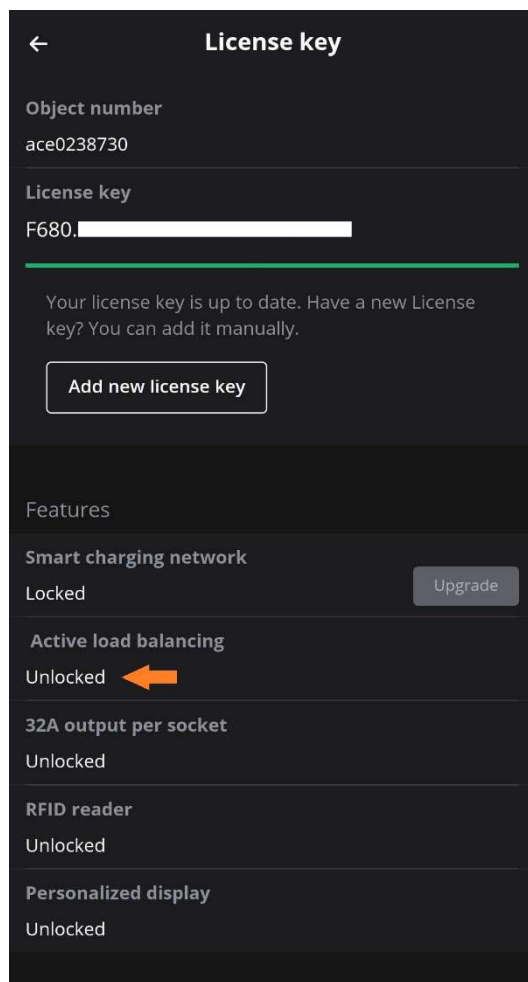 License key
Object number
ace0238730
License key
F680.
Your license key is up to date. Have a new License
key? You can add it manually.
Add new license key
Features
Smart charging network
Locked
Upgrade
Active load balancing
Unlocked
32A output per socket
Unlocked
RFID reader
Unlocked
Personalized display
Unlocked